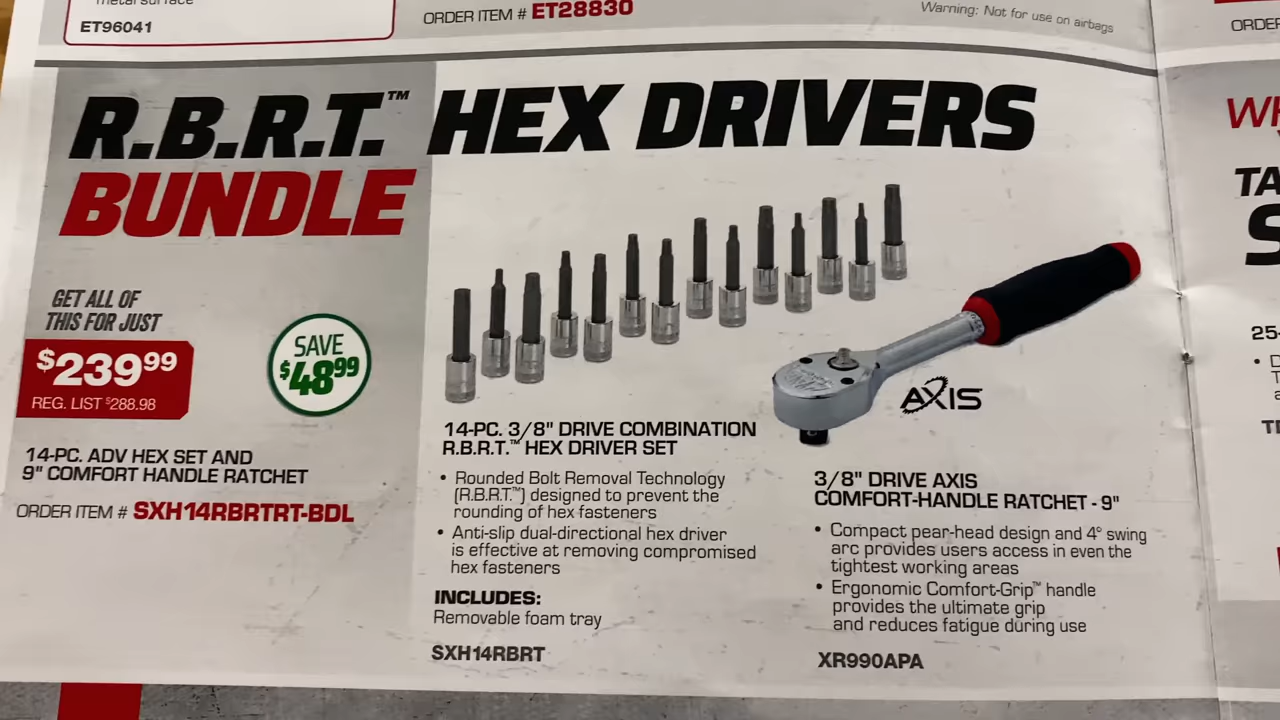 metal surface
ET96041
ORDER ITEM # ET28830
Warning: Not for use on airbags
ORDER
R.B.R.T.™ HEX DRIVERS
BUNDLE
GET ALL OF
THIS FOR JUST
$239.99
REG. LIST $288.98
SAVE
$48.99
14-PC. ADV HEX SET AND
9" COMFORT HANDLE RATCHET
ORDER ITEM # SXH14RBRTRT-BDL
14-PC. 3/8" DRIVE COMBINATION
R.B.R.T.™ HEX DRIVER SET
• Rounded Bolt Removal Technology
(R.B.R.T.™) designed to prevent the
rounding of hex fasteners
• Anti-slip dual-directional hex driver
is effective at removing compromised
hex fasteners
INCLUDES:
Removable foam tray
SXH14RBRT
AXIS
3/8" DRIVE AXIS
COMFORT-HANDLE RATCHET - 9"
• Compact pear-head design and 4° swing
arc provides users access in even the
tightest working areas
• Ergonomic Comfort-Grip™ handle
provides the ultimate grip
and reduces fatigue during use
XR990APA
TA
S
25-